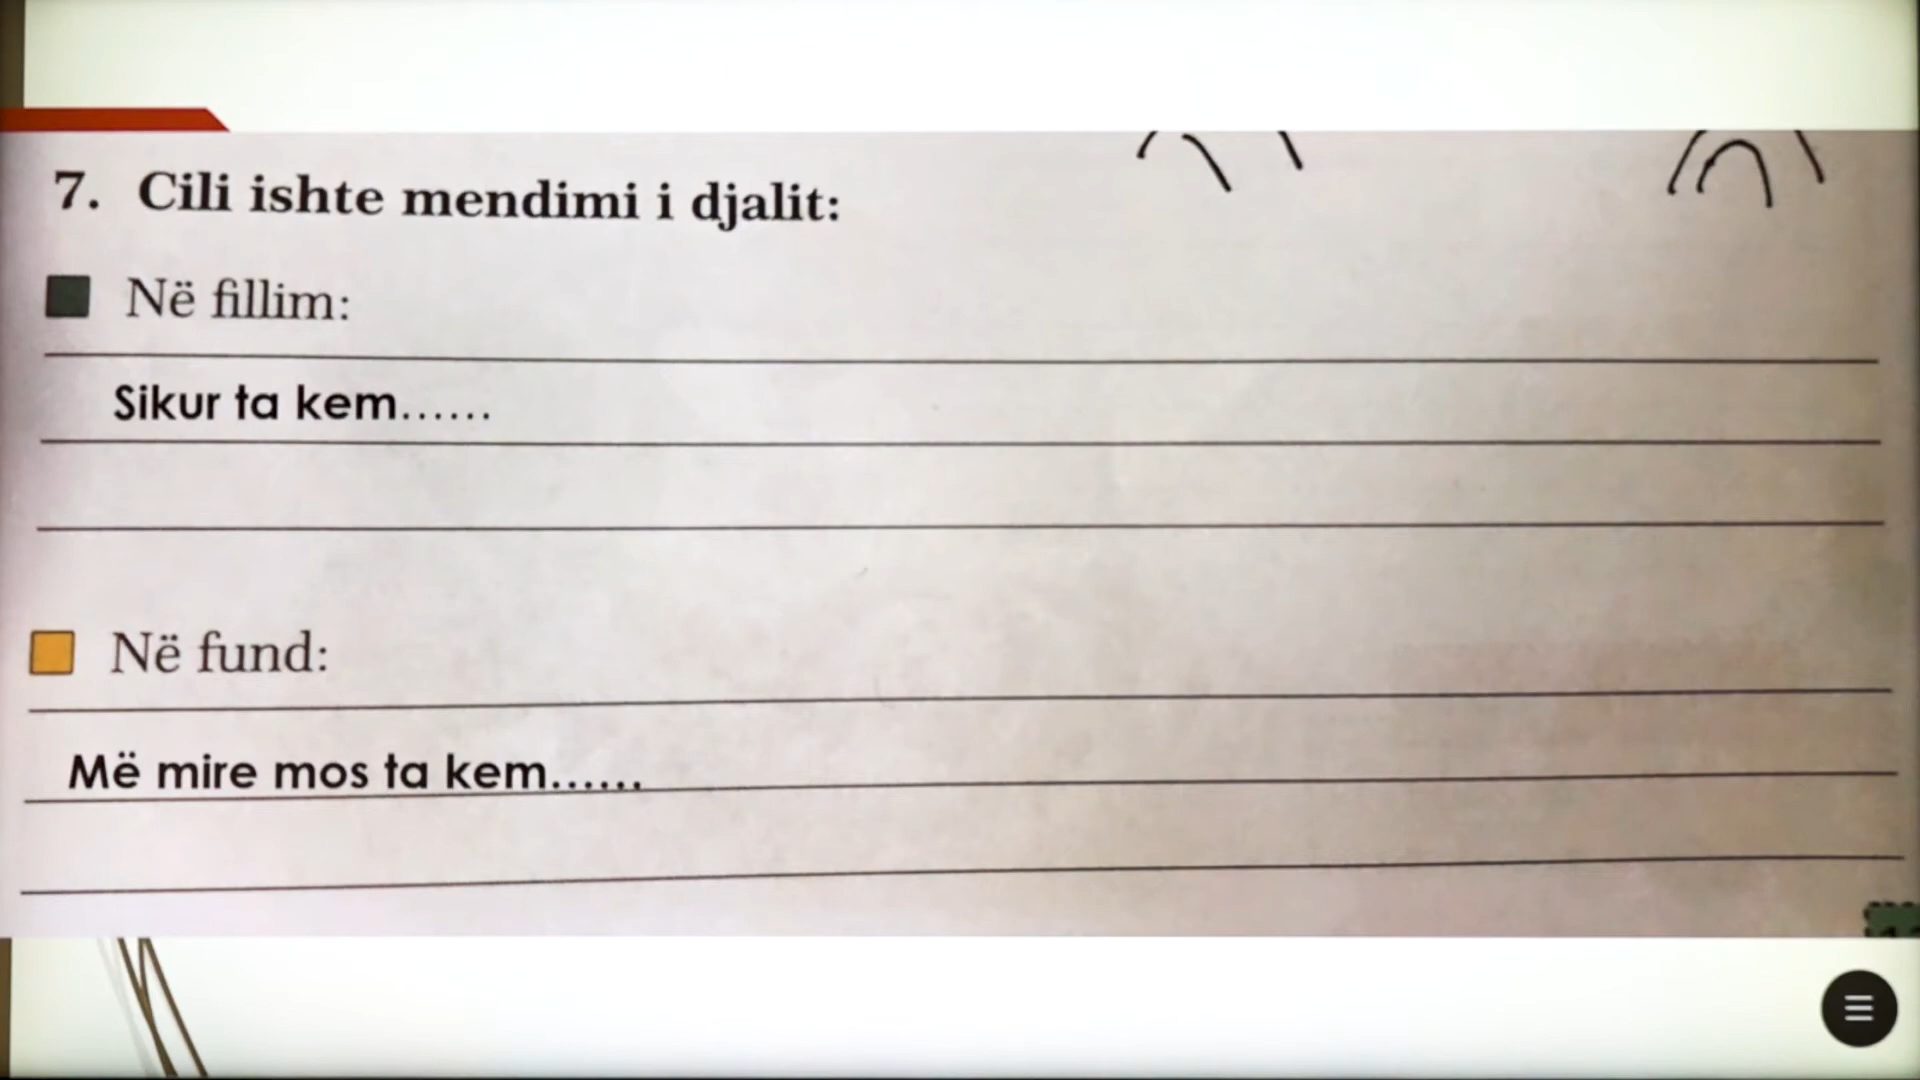 7. Cili ishte mendimi i djalit:
Në fillim:
Sikur ta kem......
Në fund:
Më mire mos ta kem......